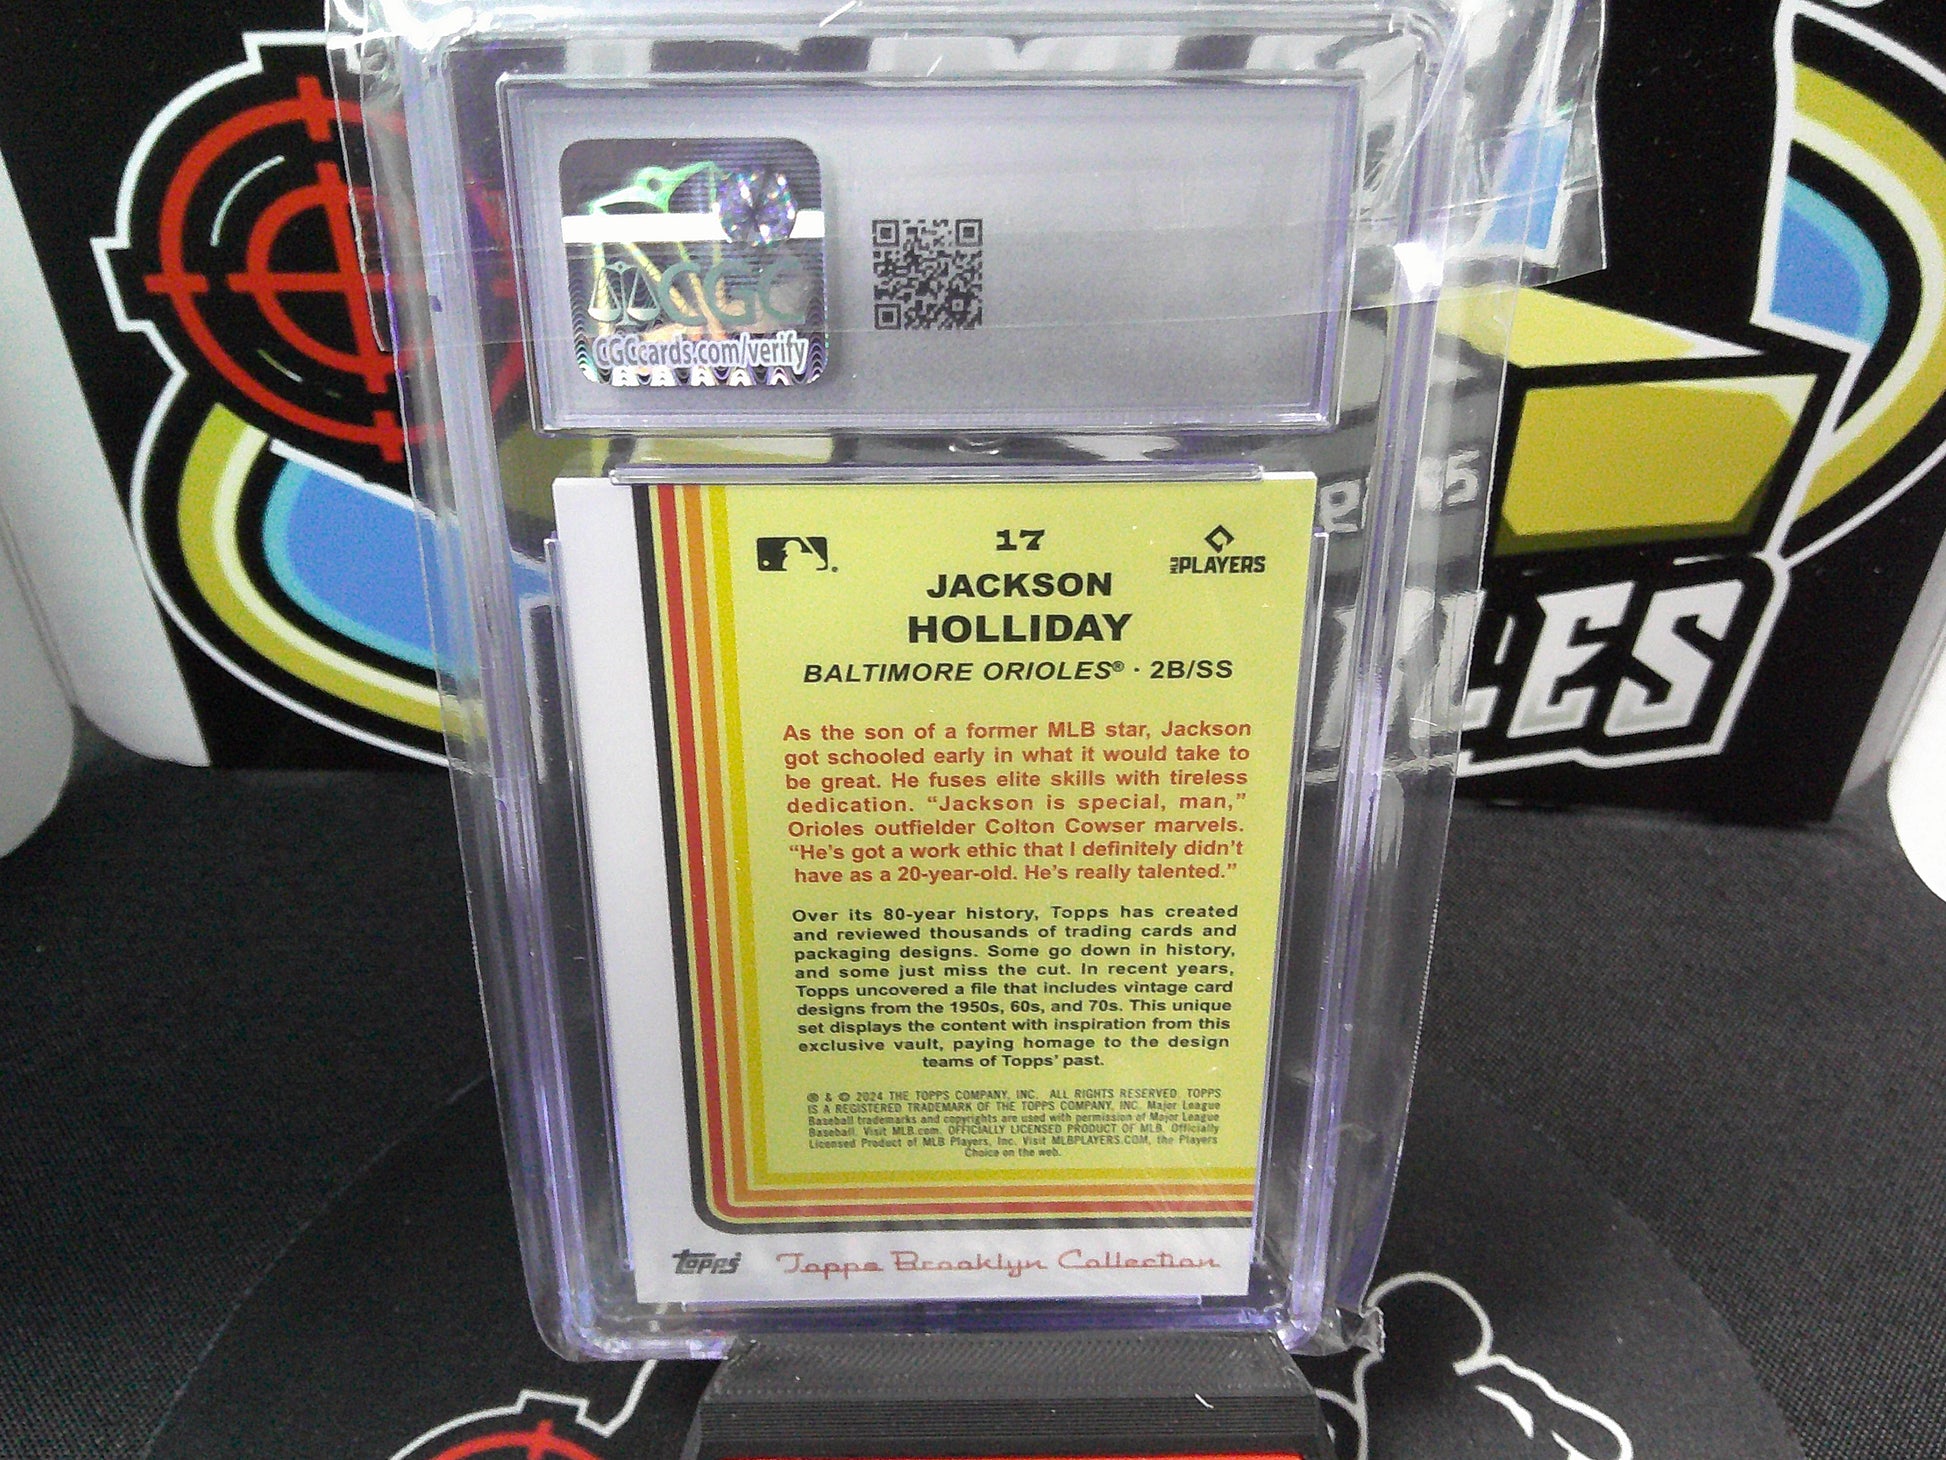 CGC
CGCcards.com/verify
17
MLB PLAYERS
JACKSON
HOLLIDAY
BALTIMORE ORIOLES® · 2B/SS
As the son of a former MLB star, Jackson
got schooled early in what it would take to
be great. He fuses elite skills with tireless
dedication. “Jackson is special, man,”
Orioles outfielder Colton Cowser marvels.
“He’s got a work ethic that I definitely didn’t
have as a 20-year-old. He’s really talented.”
Over its 80-year history, Topps has created
and reviewed thousands of trading cards and
packaging designs. Some go down in history,
and some just miss the cut. In recent years,
Topps uncovered a file that includes vintage card
designs from the 1950s, 60s, and 70s. This unique
set displays the content with inspiration from this
exclusive vault, paying homage to the design
teams of Topps’ past.
® & © 2024 THE TOPPS COMPANY, INC. ALL RIGHTS RESERVED. TOPPS
IS A REGISTERED TRADEMARK OF THE TOPPS COMPANY, INC. Major League
Baseball trademarks and copyrights are used with permission of Major League
Baseball. Visit MLB.com. OFFICIALLY LICENSED PRODUCT OF MLB. Officially
Licensed Product of MLB Players, Inc. Visit MLBPLAYERS.COM, the Players
Choice on the web.
topps Topps Brooklyn Collection